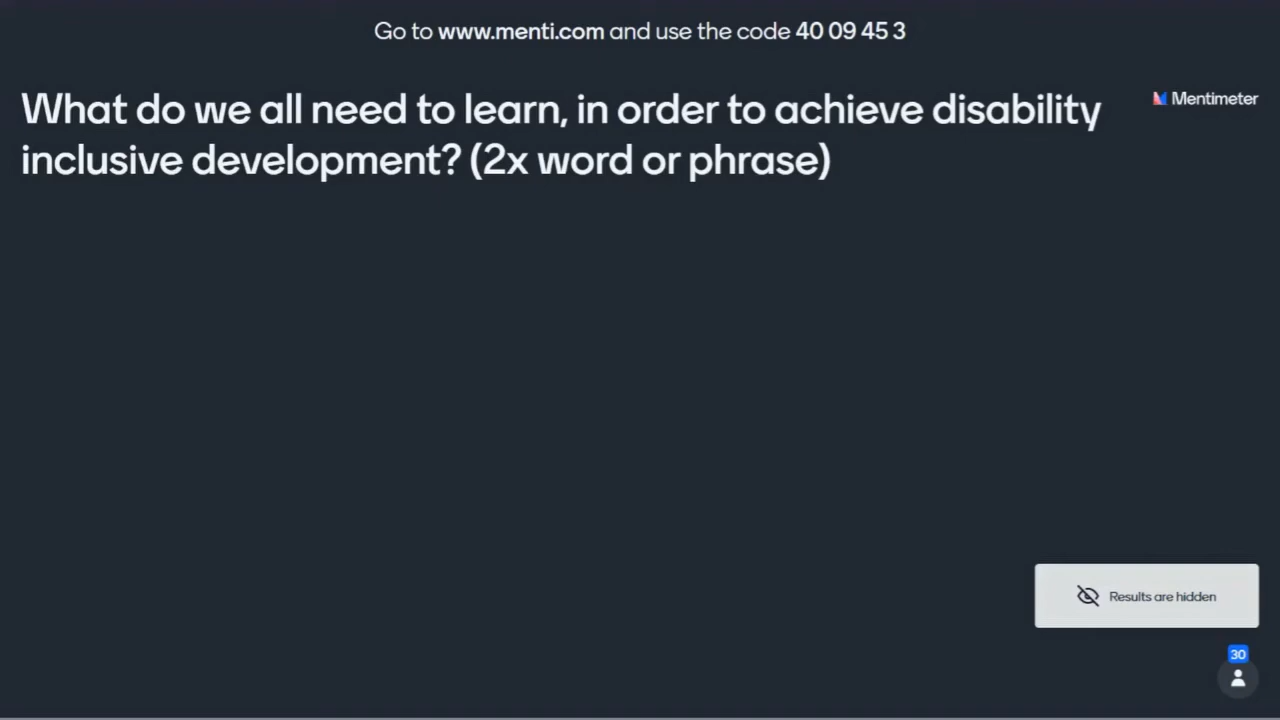 Go to www.menti.com and use the code 40 09 45 3
What do we all need to learn, in order to achieve disability
inclusive development? (2x word or phrase)
Mentimeter
Results are hidden
30